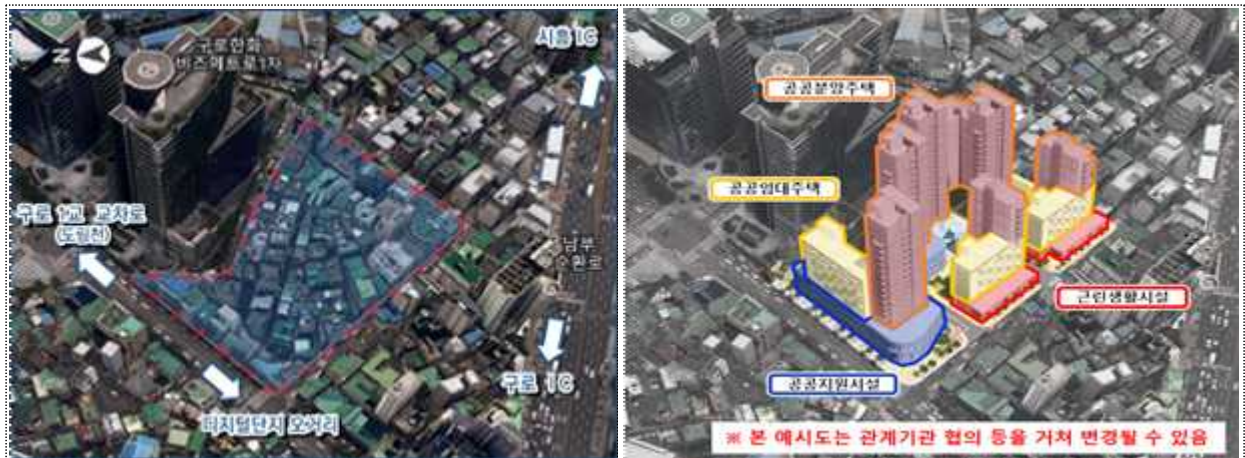 N
구로한화
비즈메트로1차
시흥 IC
구로 1교 교차로
(도림천)
남부
순환로
구로 IC
디지털단지 오거리
공공분양주택
공공임대주택
근린생활시설
공공지원시설
※ 본 예시도는 관계기관 협의 등을 거쳐 변경될 수 있음